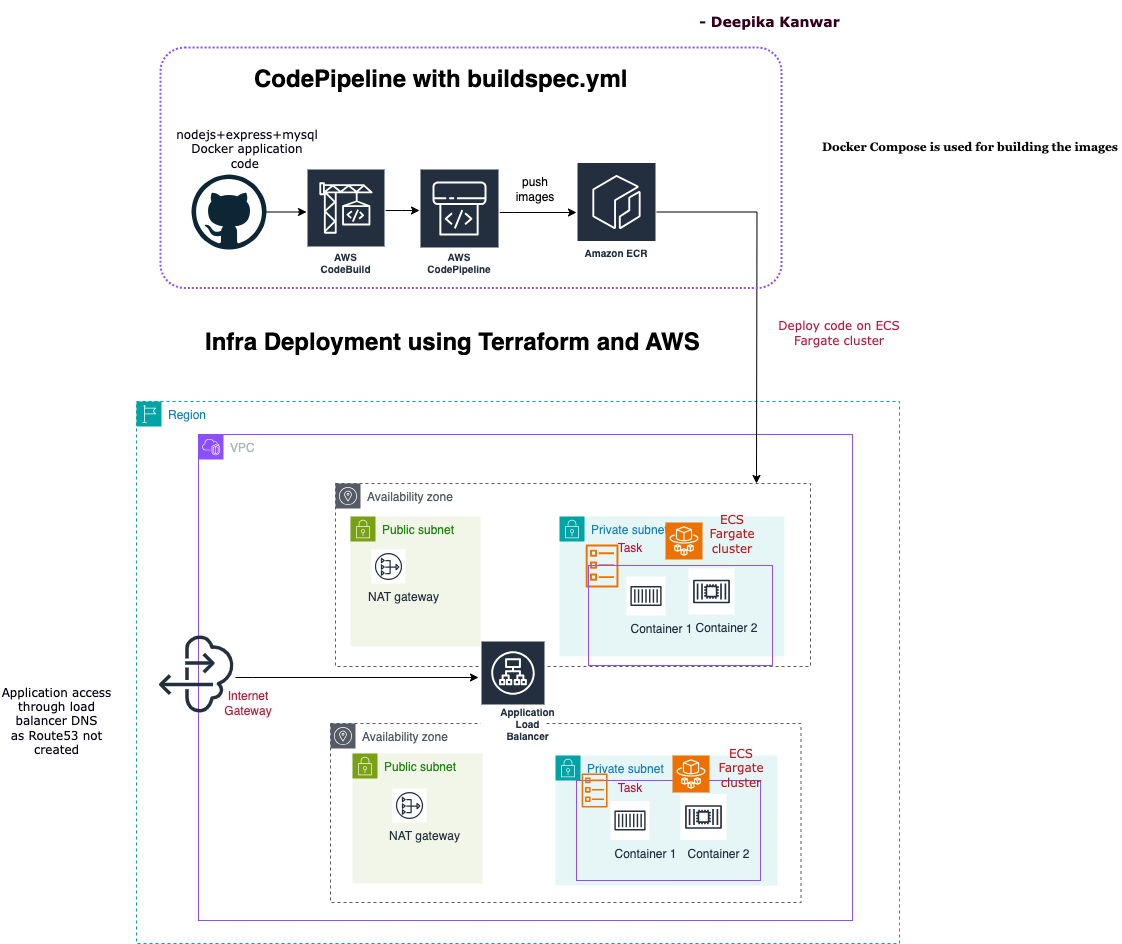 - Deepika Kanwar
CodePipeline with buildspec.yml
nodejs+express+mysql
Docker application
code
Docker Compose is used for building the images
push
images
AWS
CodeBuild
AWS
CodePipeline
Amazon ECR
Deploy code on ECS
Fargate cluster
Infra Deployment using Terraform and AWS
Region
VPC
Availability zone
Public subnet
NAT gateway
Private subnet
Task
ECS
Fargate
cluster
Container 1
Container 2
Internet
Gateway
Application access
through load
balancer DNS
as Route53 not
created
Application
Load
Balancer
Availability zone
Public subnet
NAT gateway
Private subnet
Task
ECS
Fargate
cluster
Container 1
Container 2